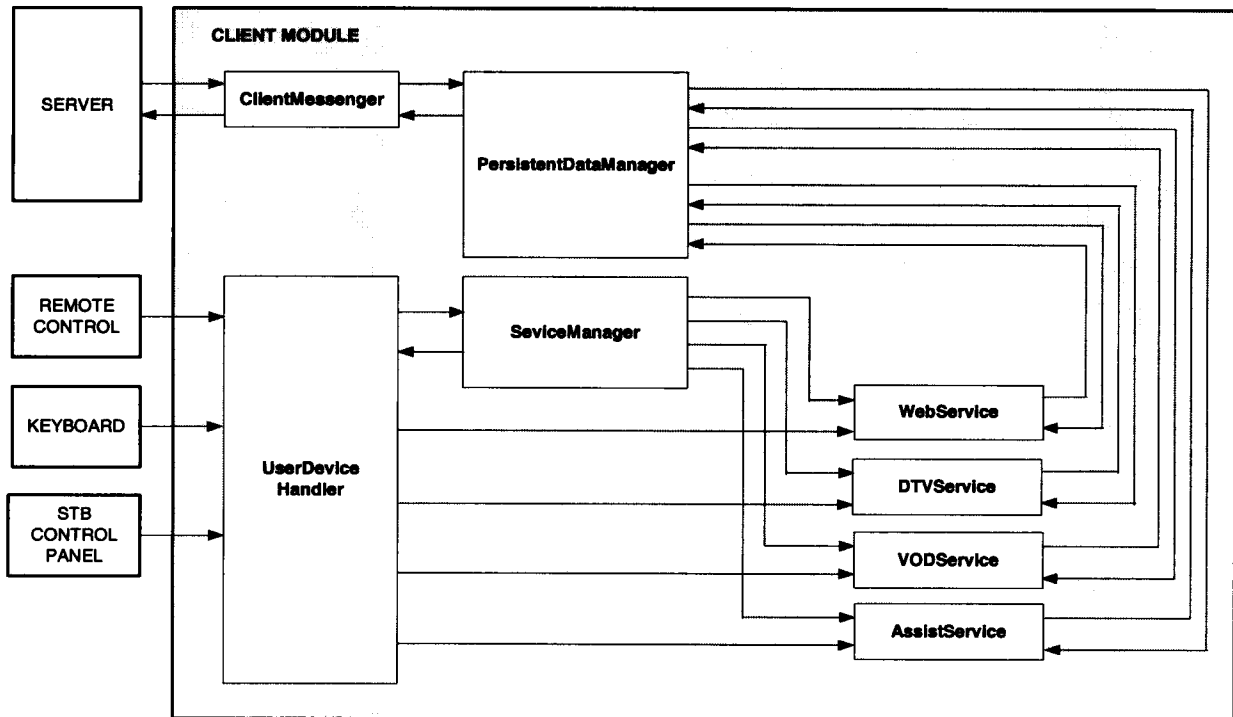 CLIENT MODULE
SERVER
ClientMessenger
PersistentDataManager
REMOTE
CONTROL
SeviceManager
KEYBOARD
WebService
UserDevice
Handler
DTVService
STB
CONTROL
PANEL
VODService
AssistService